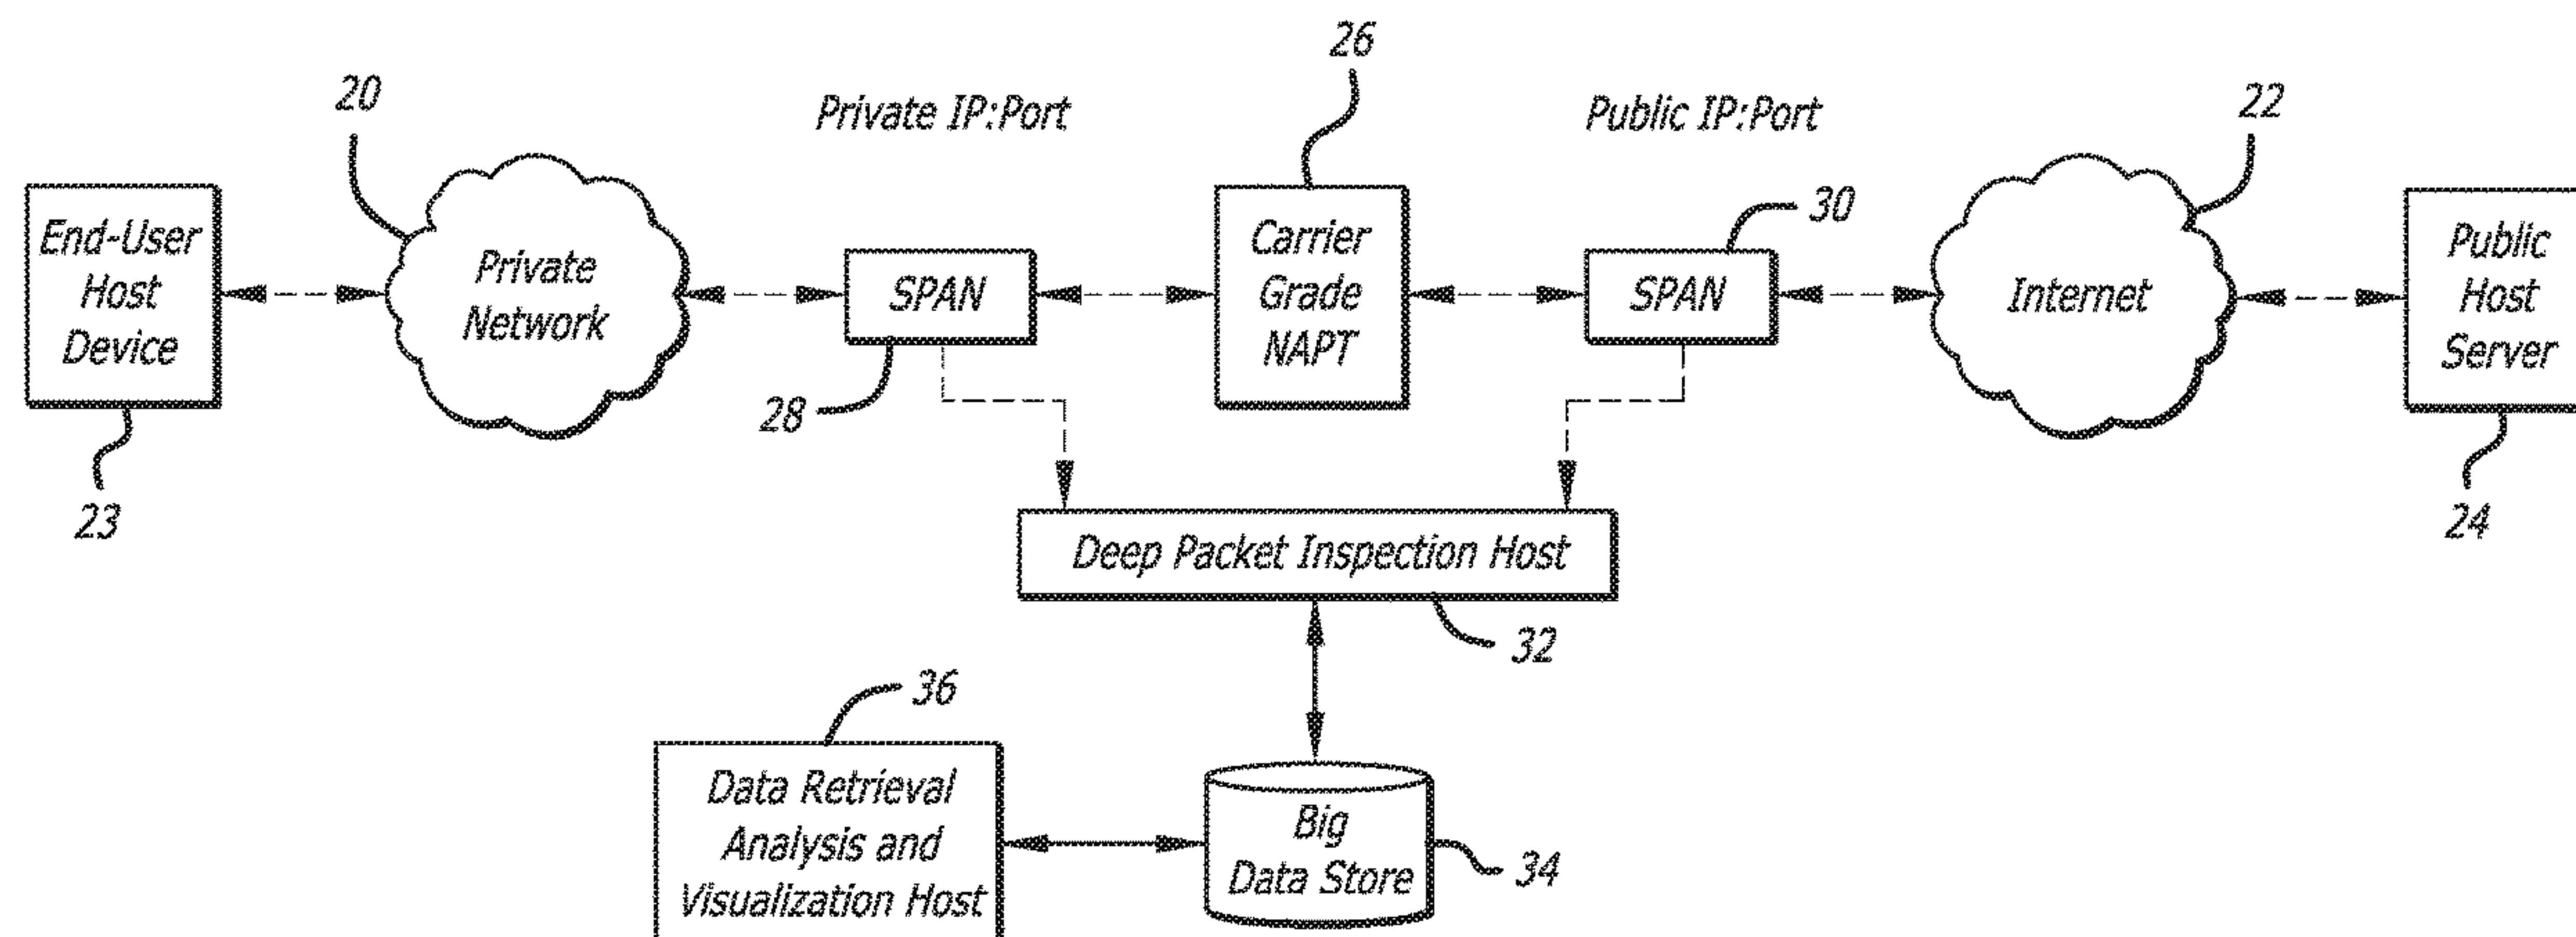 26
20
Private IP:Port
Public IP:Port
22
End-User
Host
Device
Private
Network
SPAN
Carrier
Grade
NAPT
30
SPAN
Internet
Public
Host
Server
28
23
24
Deep Packet Inspection Host
32
36
Data Retrieval
Analysis and
Visualization Host
Big
Data Store
34